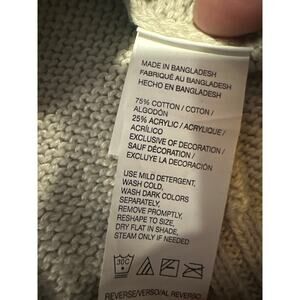 MADE IN BANGLADESH
FABRIQUÉ AU BANGLADESH
HECHO EN BANGLADESH
75% COTTON / COTON /
ALGODÓN
25% ACRYLIC / ACRYLIQUE /
ACRÍLICO
EXCLUSIVE OF DECORATION /
SAUF DÉCORATION /
EXCLUYE LA DECORACIÓN
USE MILD DETERGENT,
WASH COLD,
WASH DARK COLORS
SEPARATELY,
REMOVE PROMPTLY,
RESHAPE TO SIZE,
DRY FLAT IN SHADE,
STEAM ONLY IF NEEDED
30C
REVERSE/VERSO/AL REVERSO